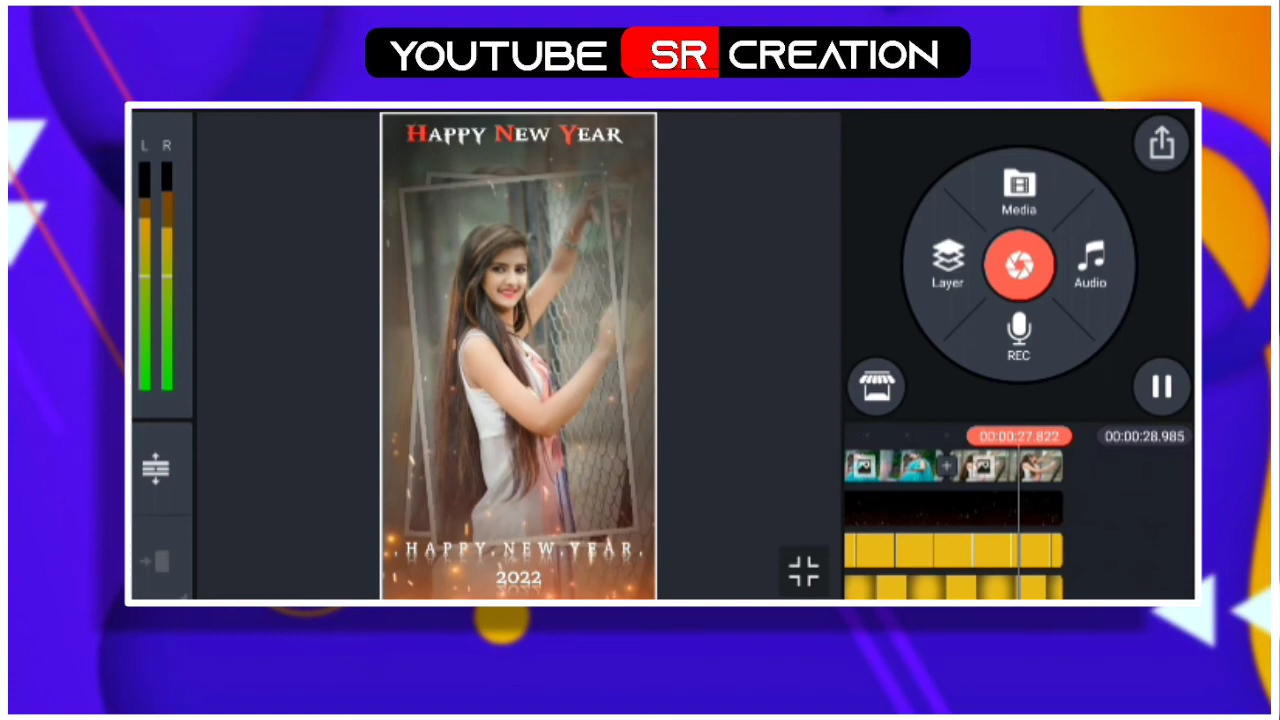 YOUTUBE SR CREATION
L R
HAPPY NEW YEAR
Media
Layer
Audio
REC
00:00:27.822
00:00:28.985
.HAPPY.NEW.YEAR.
2022